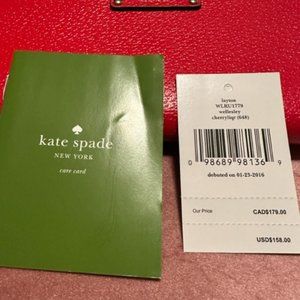 kate spade
NEW YORK
care card
layton
WLRU1779
wellesley
cherrylnqr (648)
0 98689 98136 9
debuted on 01-23-2016
Our Price
CAD$179.00
USD$158.00